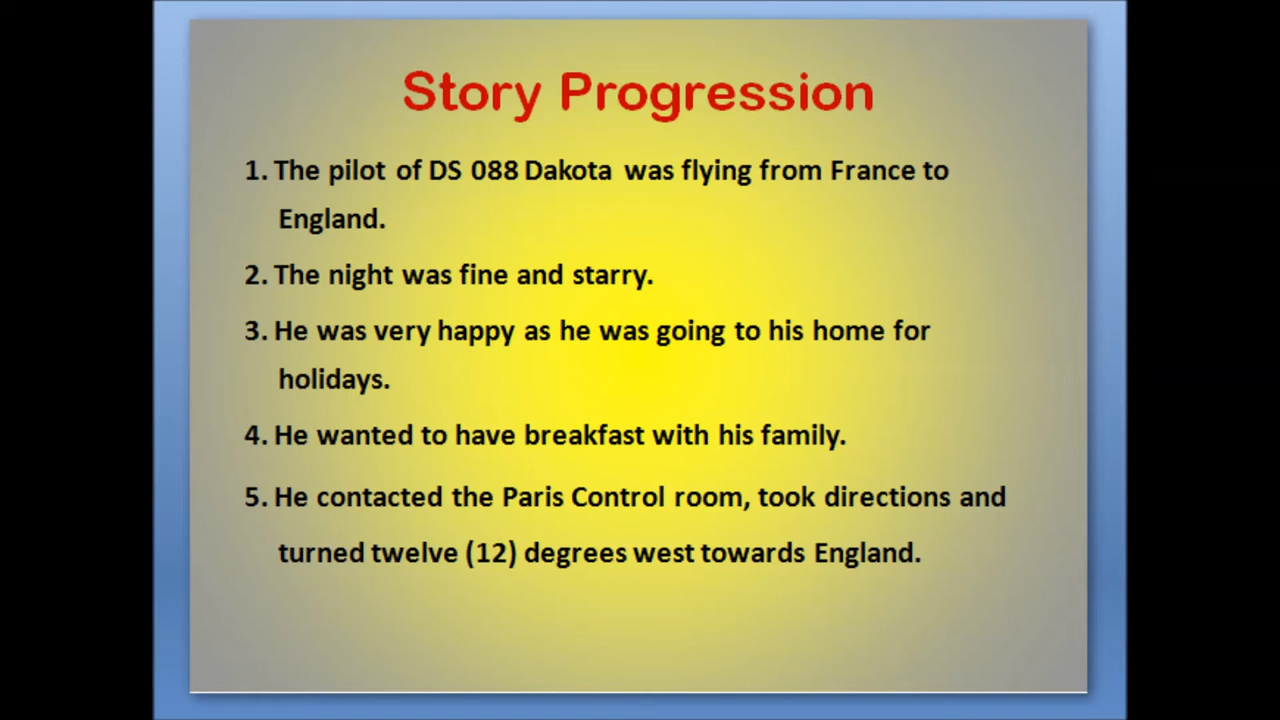 Story Progression
1. The pilot of DS 088 Dakota was flying from France to
England.
2. The night was fine and starry.
3. He was very happy as he was going to his home for
holidays.
4. He wanted to have breakfast with his family.
5. He contacted the Paris Control room, took directions and
turned twelve (12) degrees west towards England.